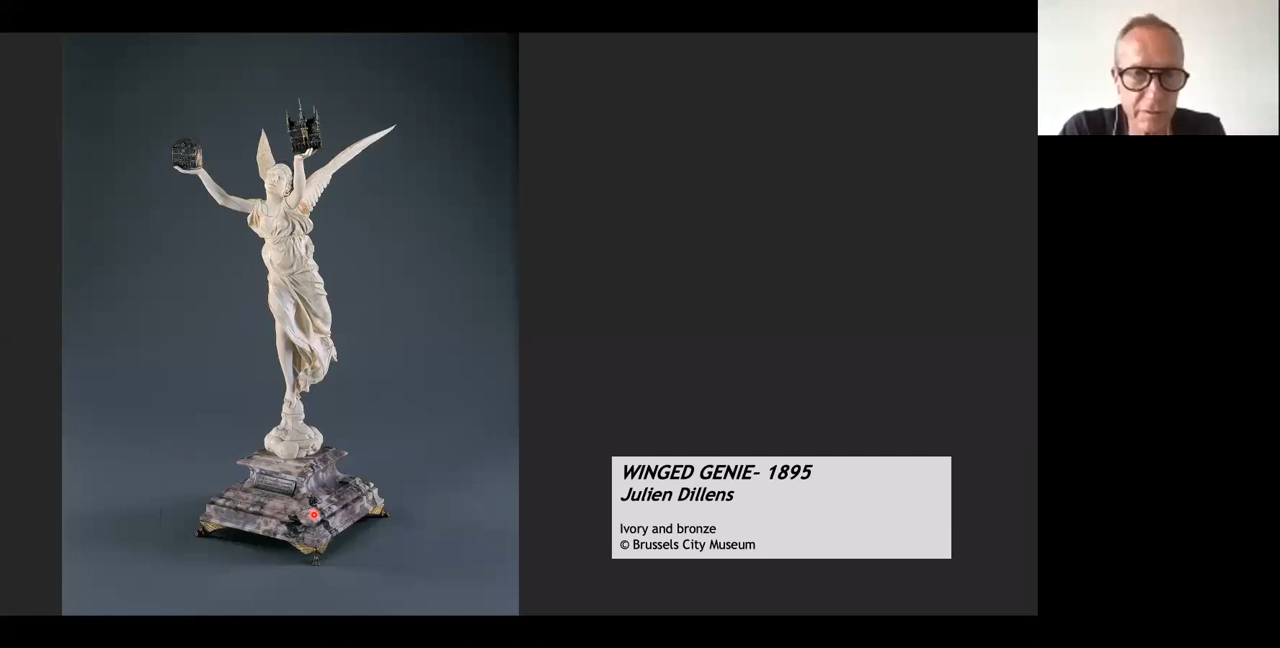 WINGED GENIE– 1895
Julien Dillens
Ivory and bronze
© Brussels City Museum